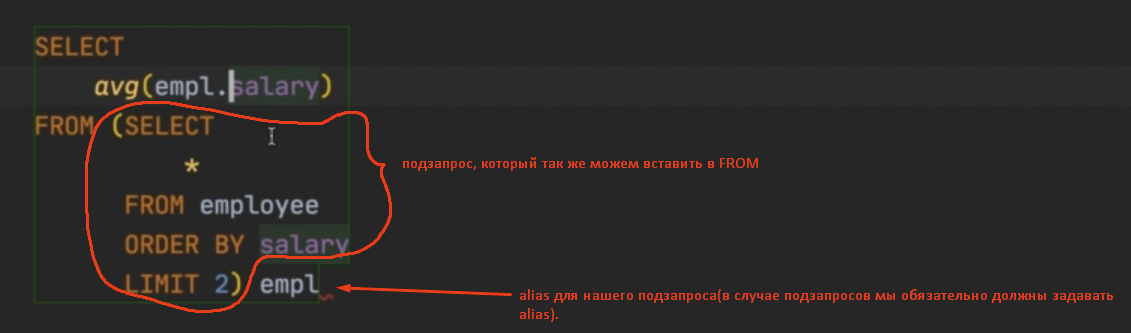 SELECT
avg(empl.salary)
FROM (SELECT
*
подзапрос, который так же можем вставить в FROM
FROM employee
ORDER BY salary
LIMIT 2) empl
alias для нашего подзапроса(в случае подзапросов мы обязательно должны задавать
alias).